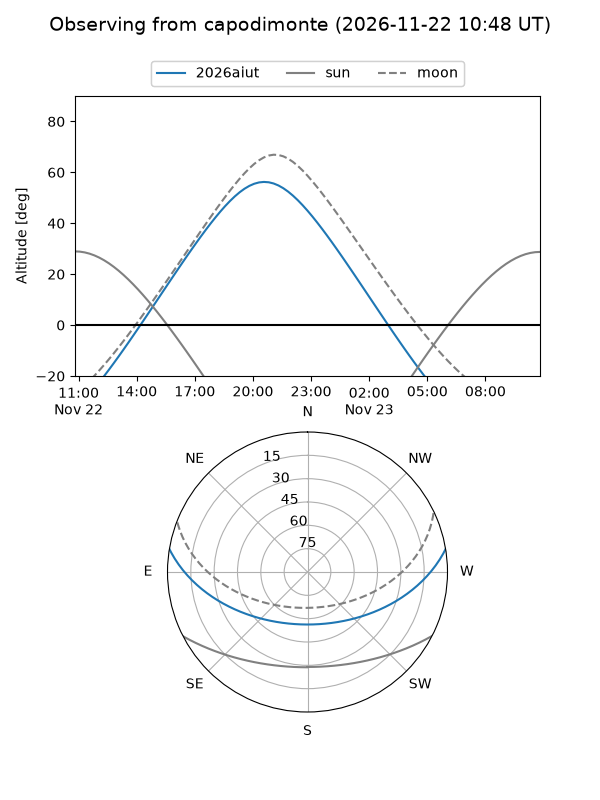 Observing from capodimonte (2026-11-22 10:48 UT)
2026aiut sun moon
80
60
40
20
0
−20
Altitude [deg]
11:00 14:00 17:00 20:00 23:00 02:00 05:00 08:00
Nov 22 Nov 23
N
NE NW
15
30
45
60
75
E W
SE SW
S